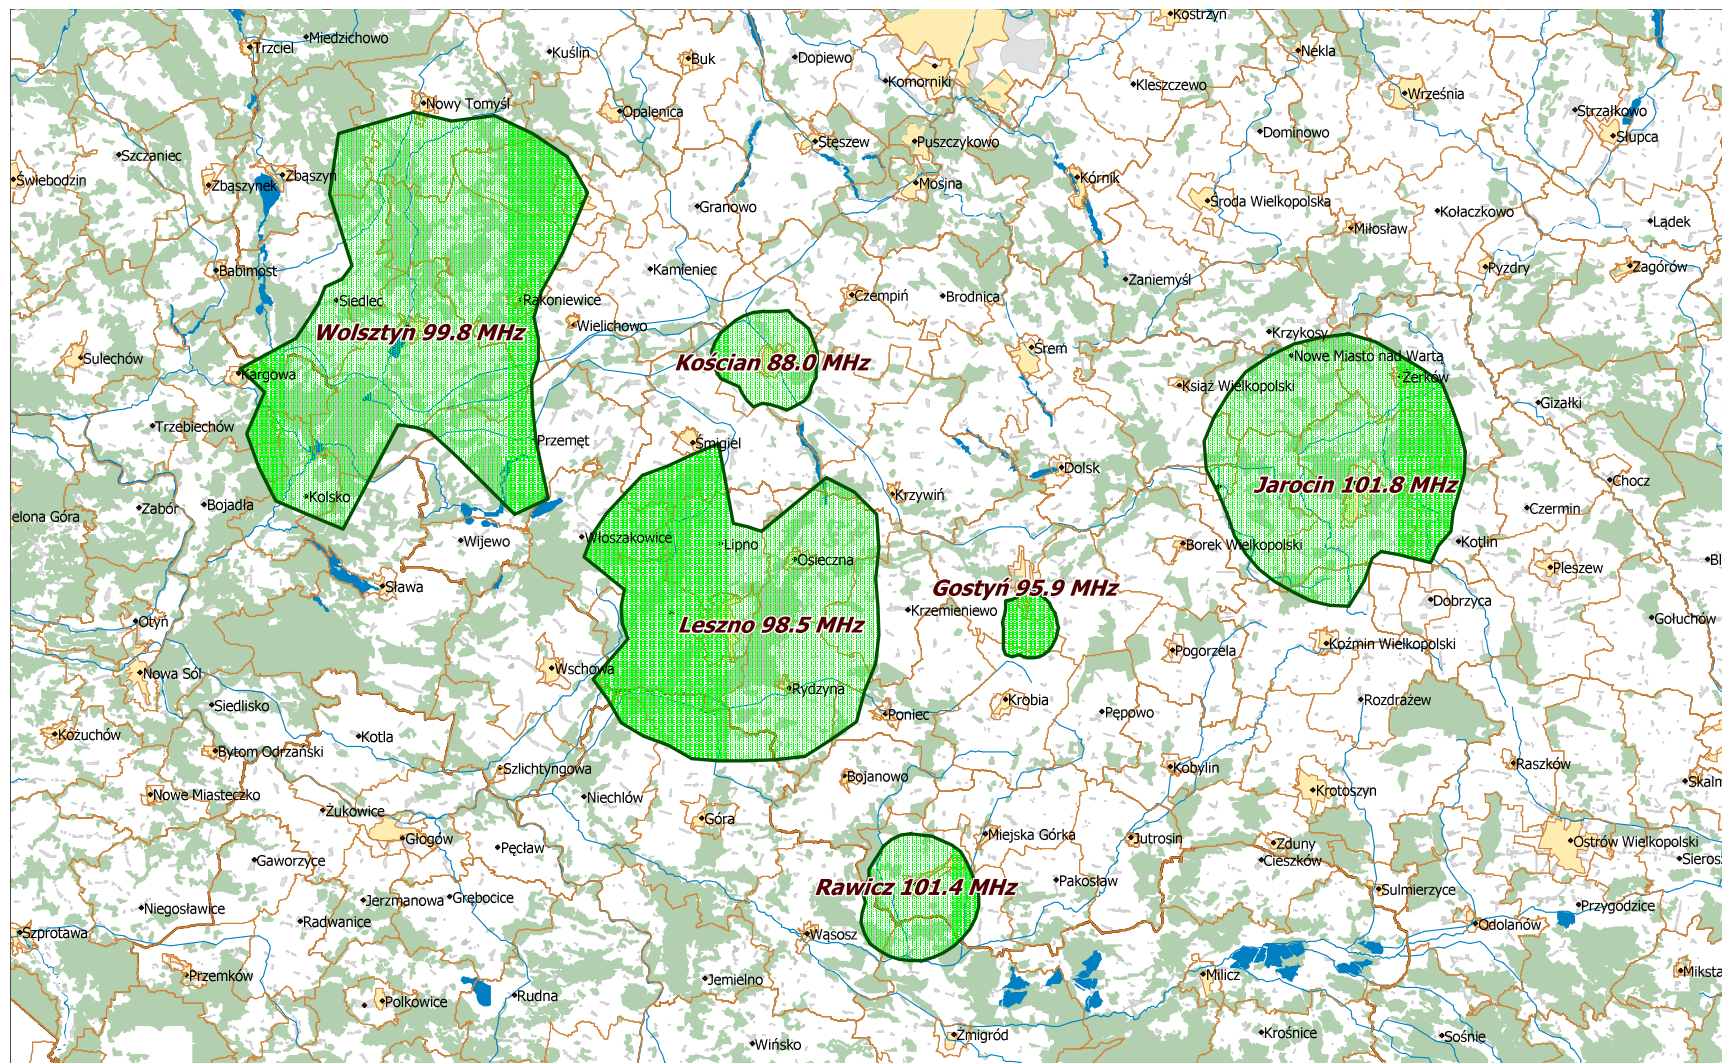 Kostrzyn
Miedzichowo
Trzciel
Kuślin
Buk
Dopiewo
Nekla
Komorniki
Kleszczewo
Września
Nowy Tomyśl
Opalenica
Strzałkowo
Dominowo
Słupca
Stęszew
Puszczykowo
Szczaniec
Świebodzin
Zbąszynek
Zbąszyń
Mosina
Kórnik
Środa Wielkopolska
Granowo
Kołaczkowo
Lądek
Miłosław
Babimost
Kamieniec
Pyzdry
Zagórów
Zaniemyśl
Siedlec
Rakoniewice
Czempiń
Brodnica
Wielichowo
Wolsztyn 99.8 MHz
Krzykosy
Sulechów
Kościan 88.0 MHz
Śrem
Nowe Miasto nad Wartą
Kargowa
Żerków
Książ Wielkopolski
Gizałki
Trzebiechów
Przemęt
Śmigiel
Dolsk
Jarocin 101.8 MHz
Chocz
Kolsko
Krzywiń
Zabór
Bojadła
Czermin
elona Góra
Wijewo
Włoszakowice
Lipno
Borek Wielkopolski
Kotlin
Osieczna
Bl
Pleszew
Sława
Gostyń 95.9 MHz
Dobrzyca
Krzemieniewo
Otyń
Leszno 98.5 MHz
Gołuchów
Koźmin Wielkopolski
Pogorzela
Nowa Sól
Wschowa
Rydzyna
Siedlisko
Krobia
Rozdrażew
Poniec
Pępowo
Kożuchów
Kotla
Bytom Odrzański
Szlichtyngowa
Bojanowo
Kobylin
Raszków
Skalm
Nowe Miasteczko
Niechlów
Krotoszyn
Żukowice
Góra
Głogów
Miejska Górka
Jutrosin
Zduny
Ostrów Wielkopolski
Pęcław
Gaworzyce
Cieszków
Sierosz
Pakosław
Rawicz 101.4 MHz
Sulmierzyce
Jerzmanowa
Grębocice
Niegosławice
Przygodzice
Radwanice
Odolanów
Szprotawa
Wąsosz
Przemków
Jemielno
Milicz
Miksta
Polkowice
Rudna
Żmigród
Krośnice
Sośnie
Wińsko